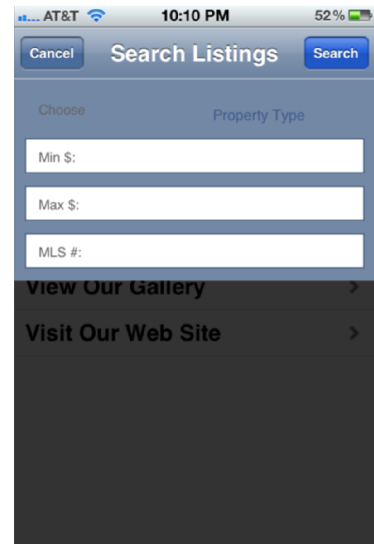 AT&T 10:10 PM 52%
Cancel Search Listings Search
Choose Property Type
Min $:
Max $:
MLS #:
View Our Gallery
Visit Our Web Site